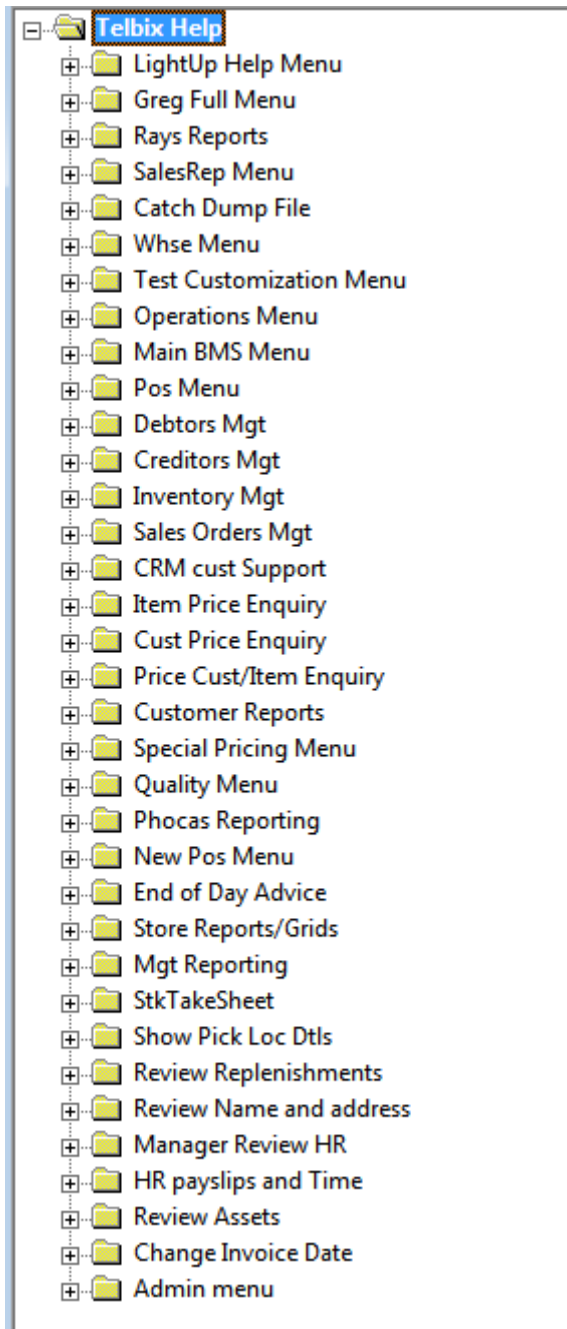 Telbix Help
LightUp Help Menu
Greg Full Menu
Rays Reports
SalesRep Menu
Catch Dump File
Whse Menu
Test Customization Menu
Operations Menu
Main BMS Menu
Pos Menu
Debtors Mgt
Creditors Mgt
Inventory Mgt
Sales Orders Mgt
CRM cust Support
Item Price Enquiry
Cust Price Enquiry
Price Cust/Item Enquiry
Customer Reports
Special Pricing Menu
Quality Menu
Phocas Reporting
New Pos Menu
End of Day Advice
Store Reports/Grids
Mgt Reporting
StkTakeSheet
Show Pick Loc Dtls
Review Replenishments
Review Name and address
Manager Review HR
HR payslips and Time
Review Assets
Change Invoice Date
Admin menu